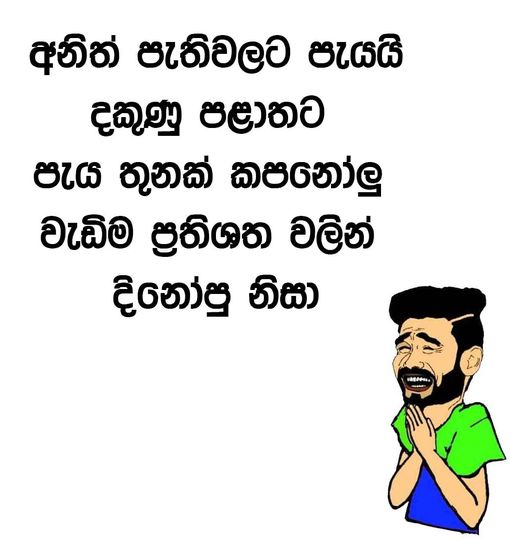 අනිත් පැතිවලට පැයයි
දකුණු පළාතට
පැය තුනක් කපනෝලු
වැඩිම ප්‍රතිශත වලින්
දිනෝපු නිසා